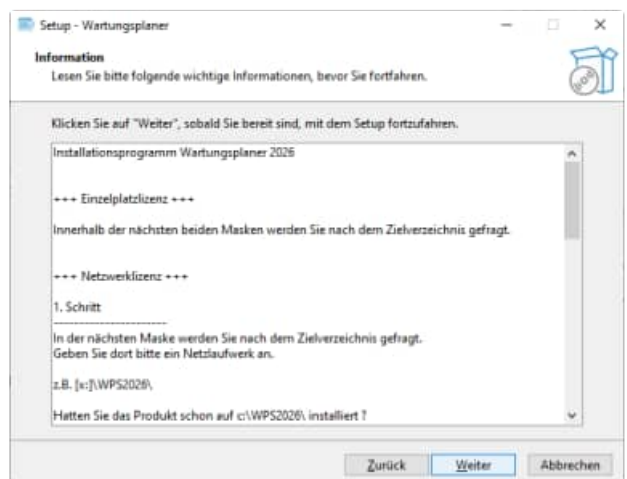 Setup - Wartungsplaner
Information
Lesen Sie bitte folgende wichtige Informationen, bevor Sie fortfahren.
Klicken Sie auf "Weiter", sobald Sie bereit sind, mit dem Setup fortzufahren.
Installationsprogramm Wartungsplaner 2026
+++ Einzelplatzlizenz +++
Innerhalb der nächsten beiden Masken werden Sie nach dem Zielverzeichnis gefragt.
+++ Netzwerklizenz +++
1. Schritt
------------------------
In der nächsten Maske werden Sie nach dem Zielverzeichnis gefragt.
Geben Sie dort bitte ein Netzlaufwerk an.
z.B. [x:]\WPS2026\
Hatten Sie das Produkt schon auf c:\WPS2026\ installiert ?
Zurück Weiter Abbrechen